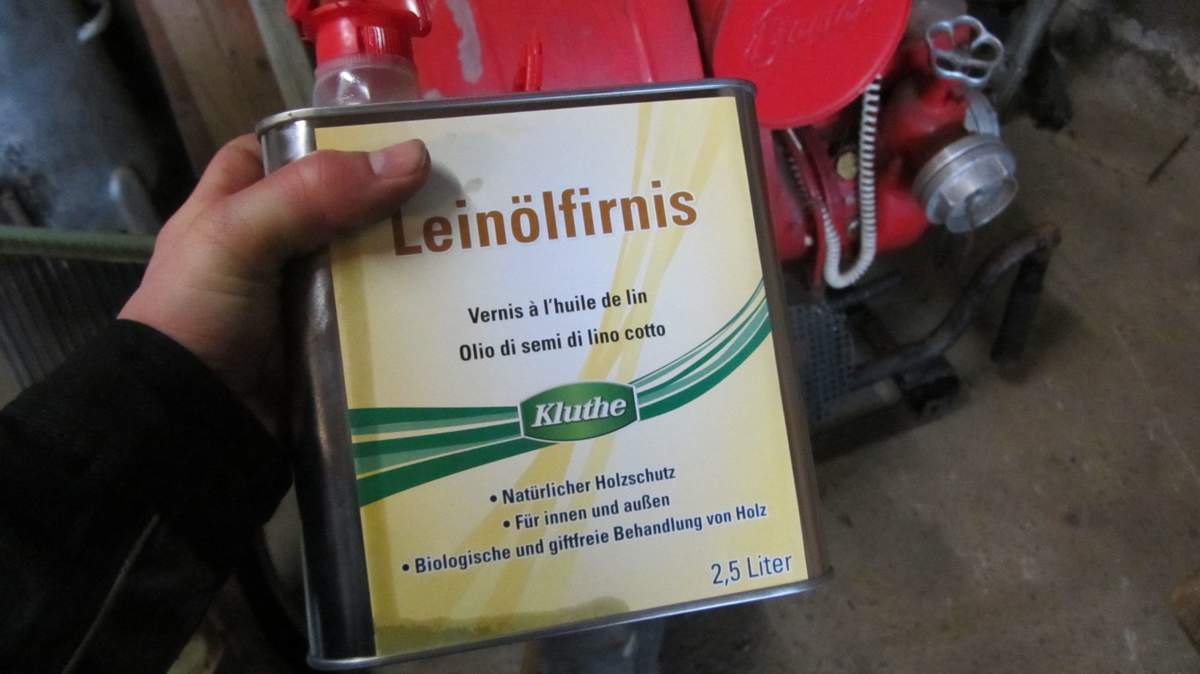 Leinölfirnis
Vernis à l'huile de lin
Olio di semi di lino cotto
Kluthe
• Natürlicher Holzschutz
• Für innen und außen
• Biologische und giftfreie Behandlung von Holz
2,5 Liter